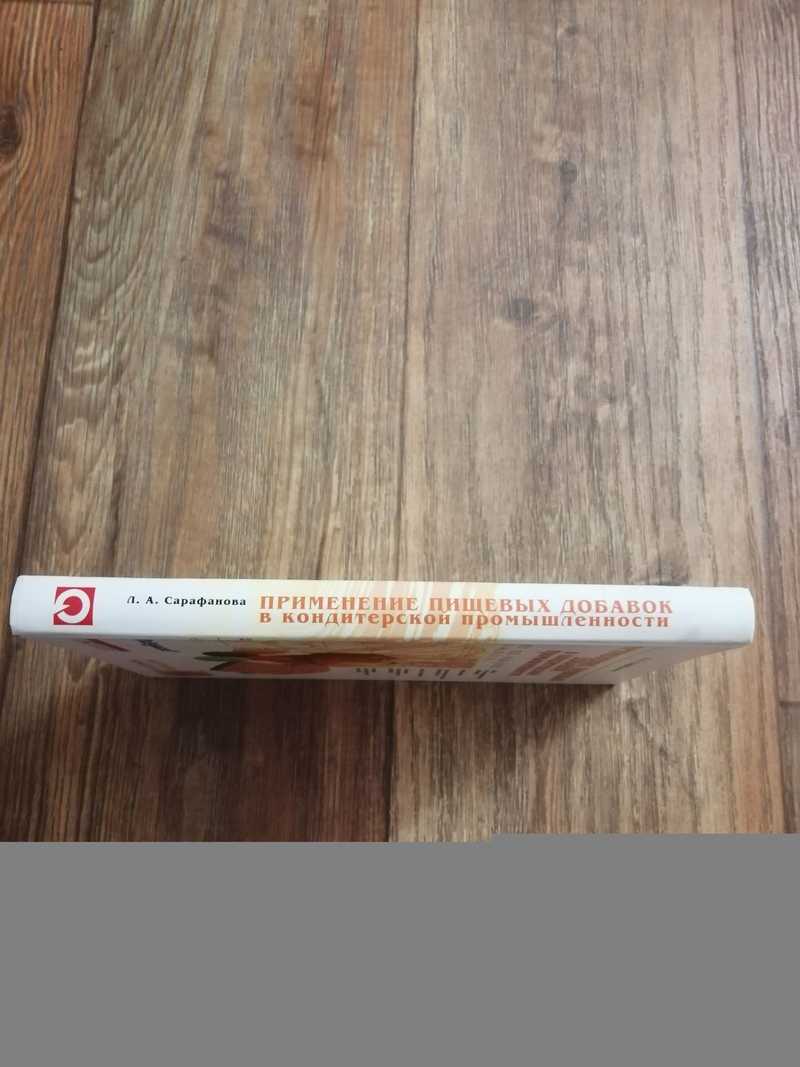 Л. А. Сарафанова
ПРИМЕНЕНИЕ ПИЩЕВЫХ ДОБАВОК
В КОНДИТЕРСКОЙ ПРОМЫШЛЕННОСТИ